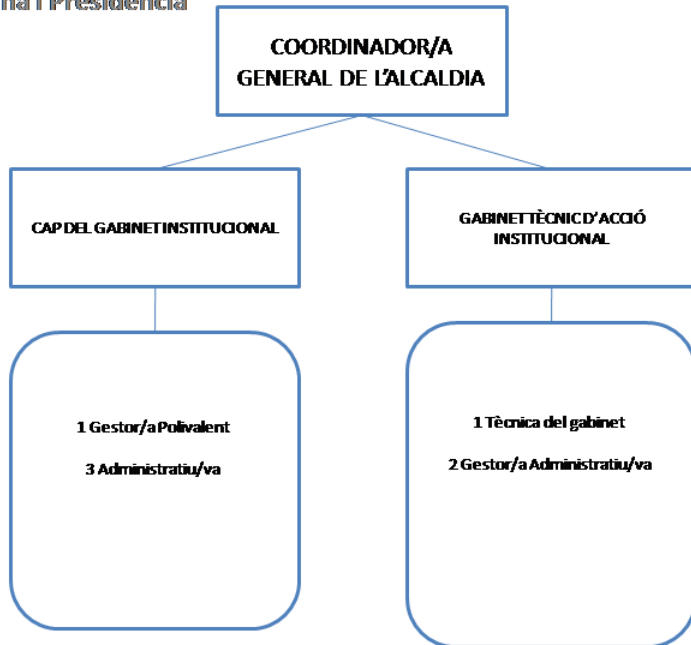 i Presidència
COORDINADOR/A
GENERAL DE L'ALCALDIA
CAP DEL GABINET INSTITUCIONAL
GABINET TÈCNIC D'ACCIÓ
INSTITUCIONAL
1 Gestor/a Polivalent
3 Administratiu/va
1 Tècnica del gabinet
2 Gestor/a Administratiu/va